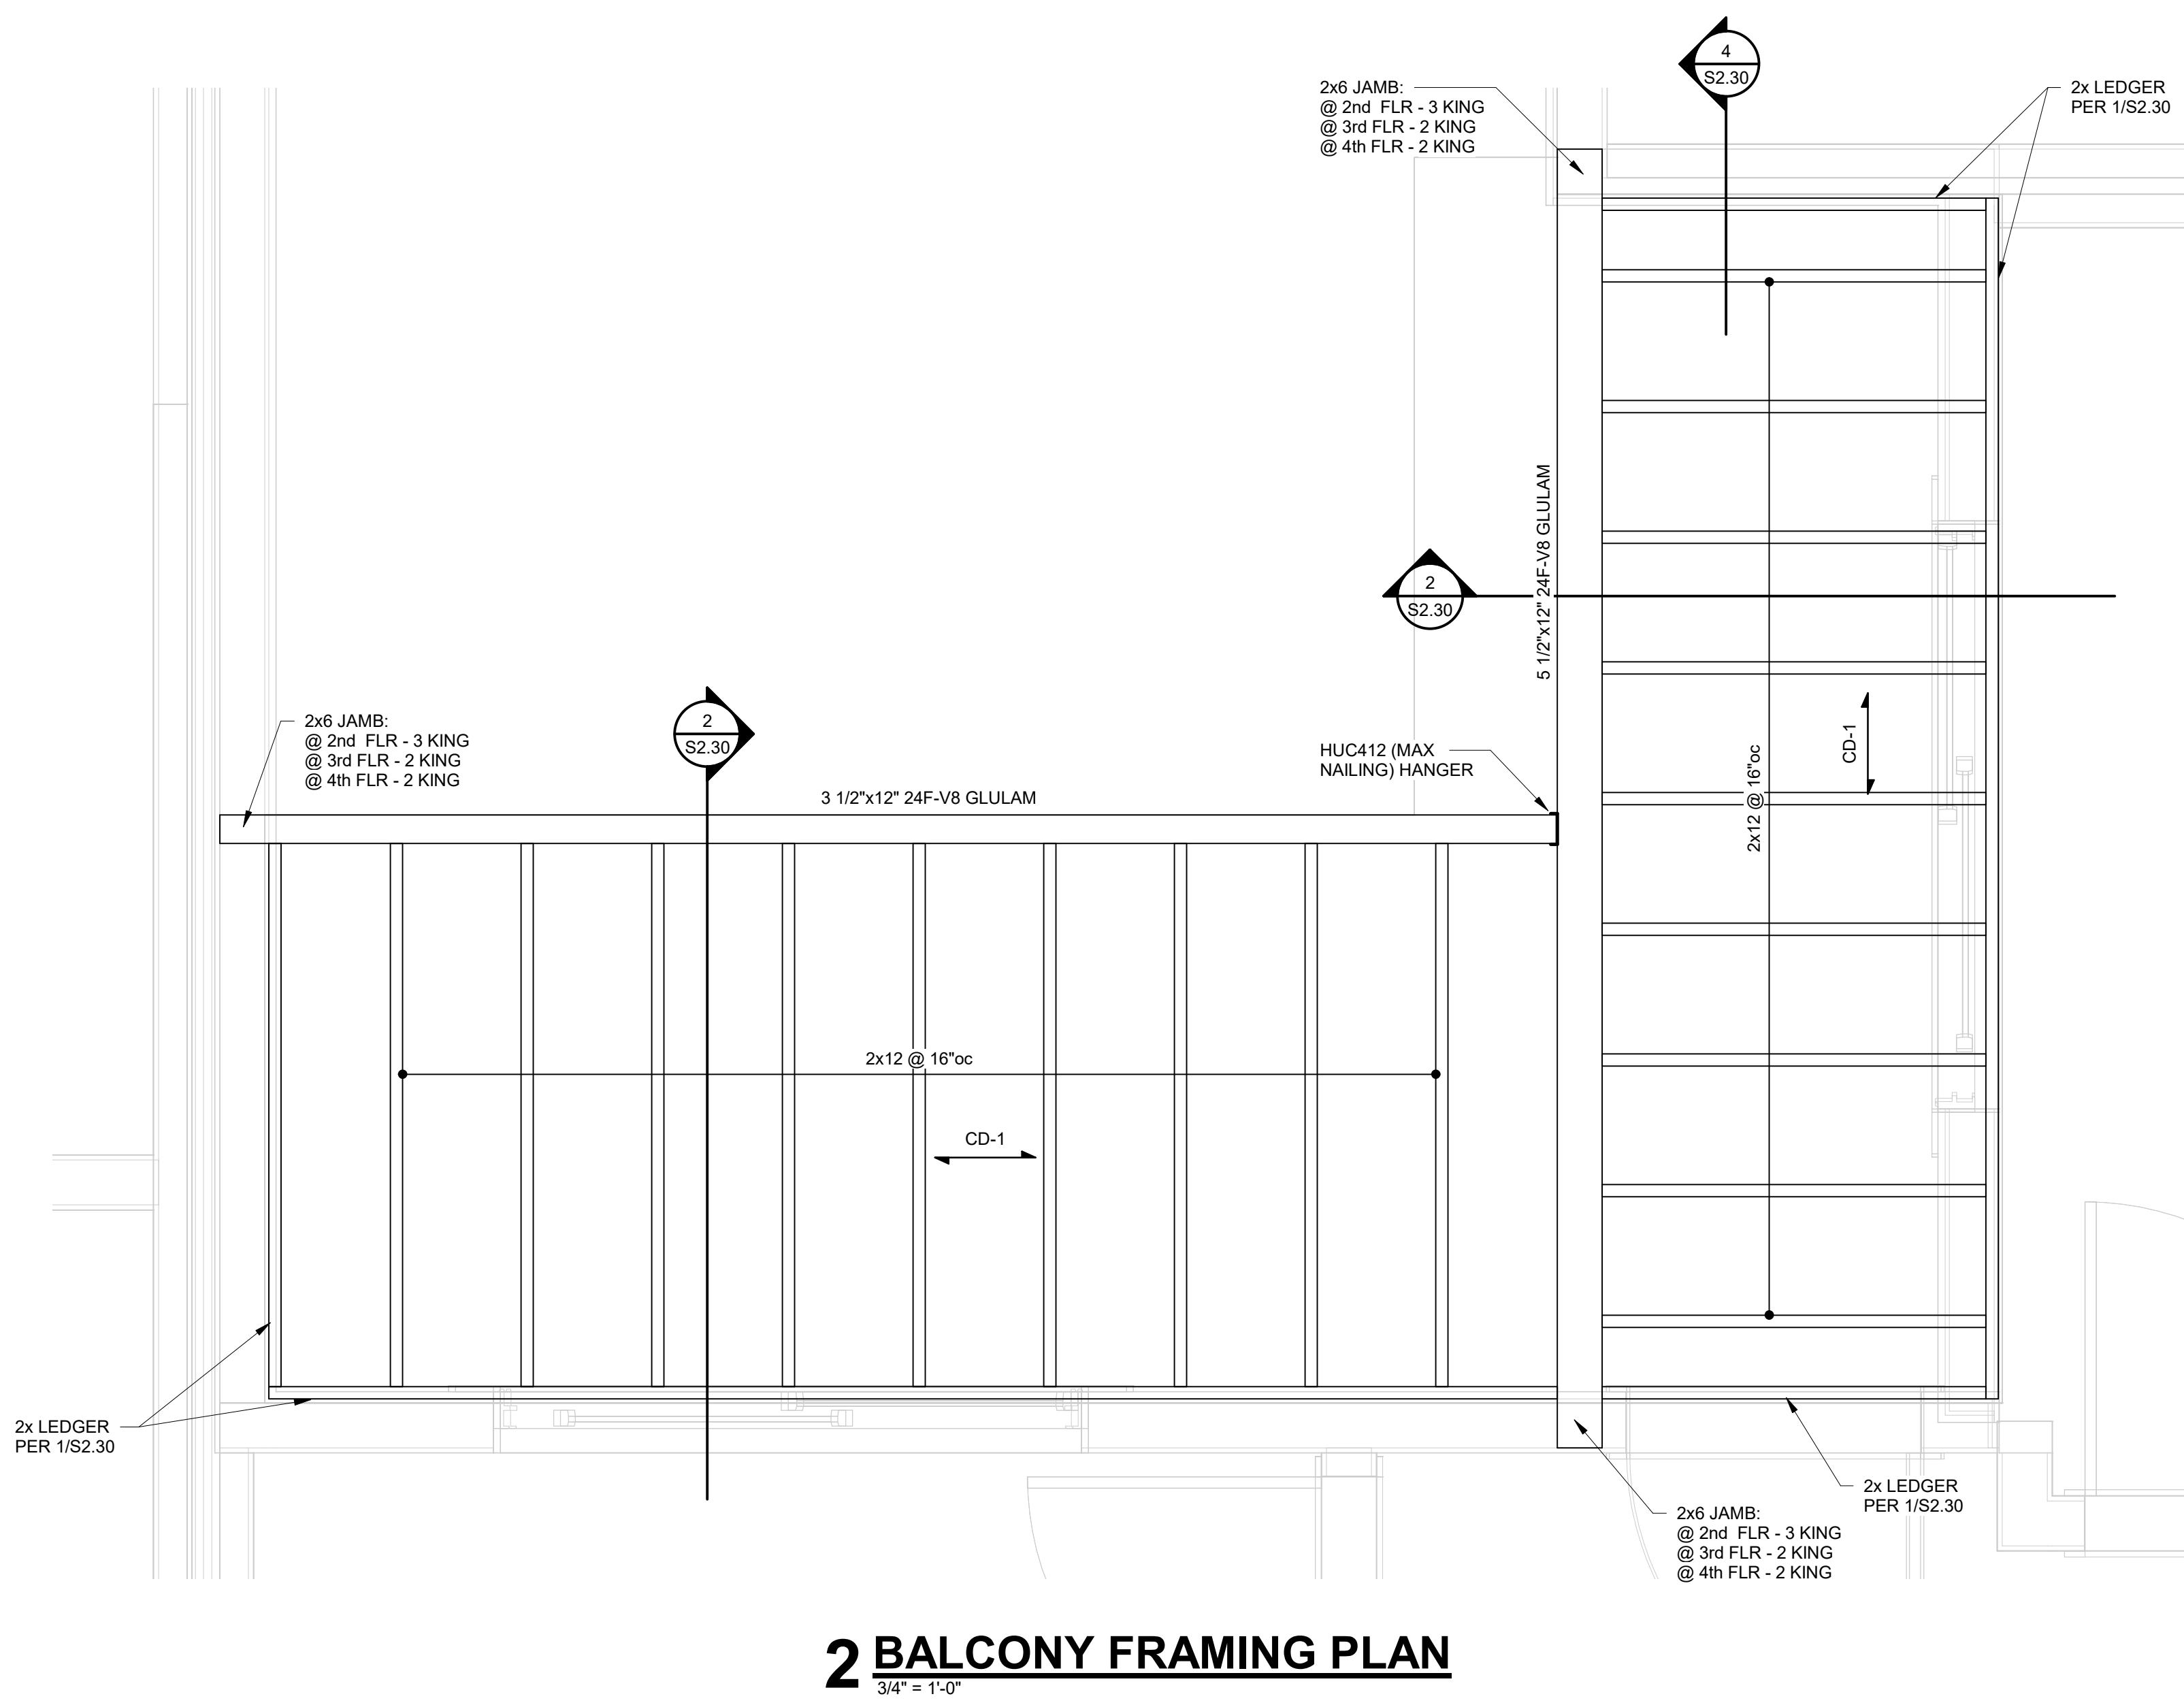 4
S2.30
2x6 JAMB:
@ 2nd  FLR - 3 KING
@ 3rd FLR - 2 KING
@ 4th FLR - 2 KING
2x LEDGER
PER 1/S2.30
5 1/2"x12" 24F-V8 GLULAM
2
S2.30
2x6 JAMB:
@ 2nd  FLR - 3 KING
@ 3rd FLR - 2 KING
@ 4th FLR - 2 KING
2
S2.30
HUC412 (MAX
NAILING) HANGER
2x12 @ 16"oc
CD-1
3 1/2"x12" 24F-V8 GLULAM
2x12 @ 16"oc
CD-1
2x LEDGER
PER 1/S2.30
2x LEDGER
PER 1/S2.30
2x6 JAMB:
@ 2nd  FLR - 3 KING
@ 3rd FLR - 2 KING
@ 4th FLR - 2 KING
2 BALCONY FRAMING PLAN
3/4" = 1'-0"